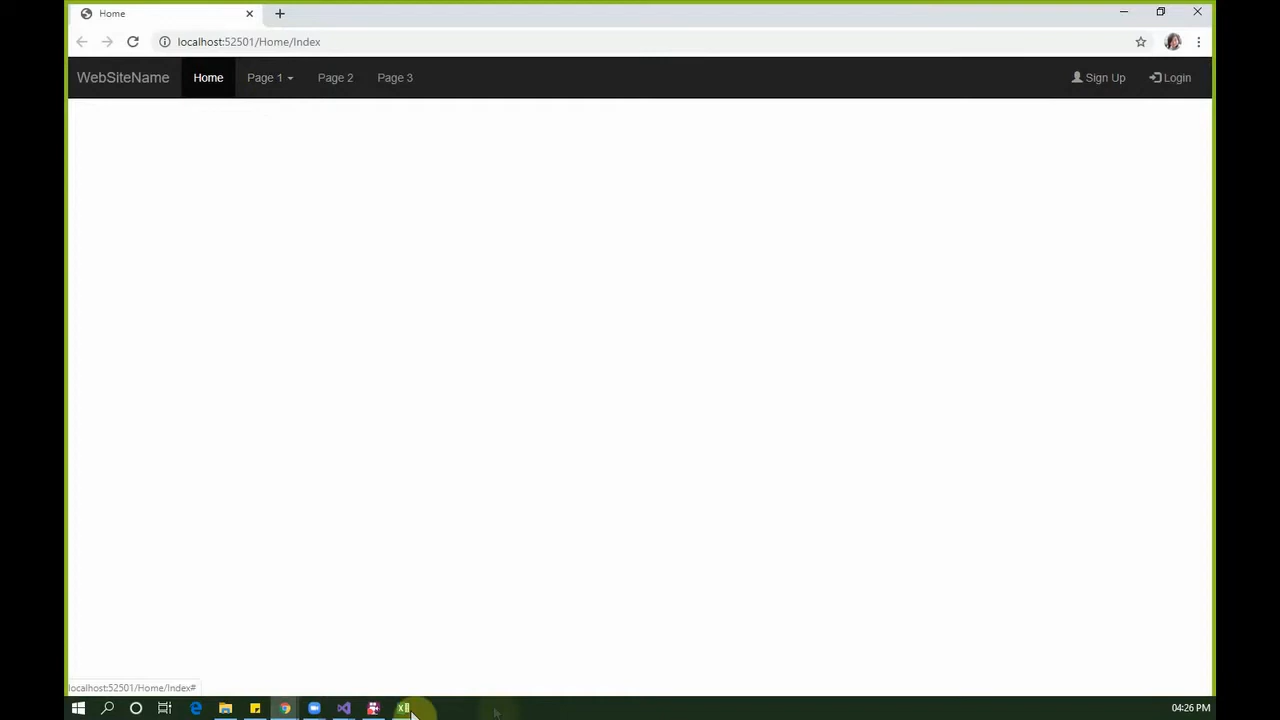 Home
localhost:52501/Home/Index
WebSiteName Home Page 1 Page 2 Page 3 Sign Up Login
localhost:52501/Home/Index#
04:26 PM